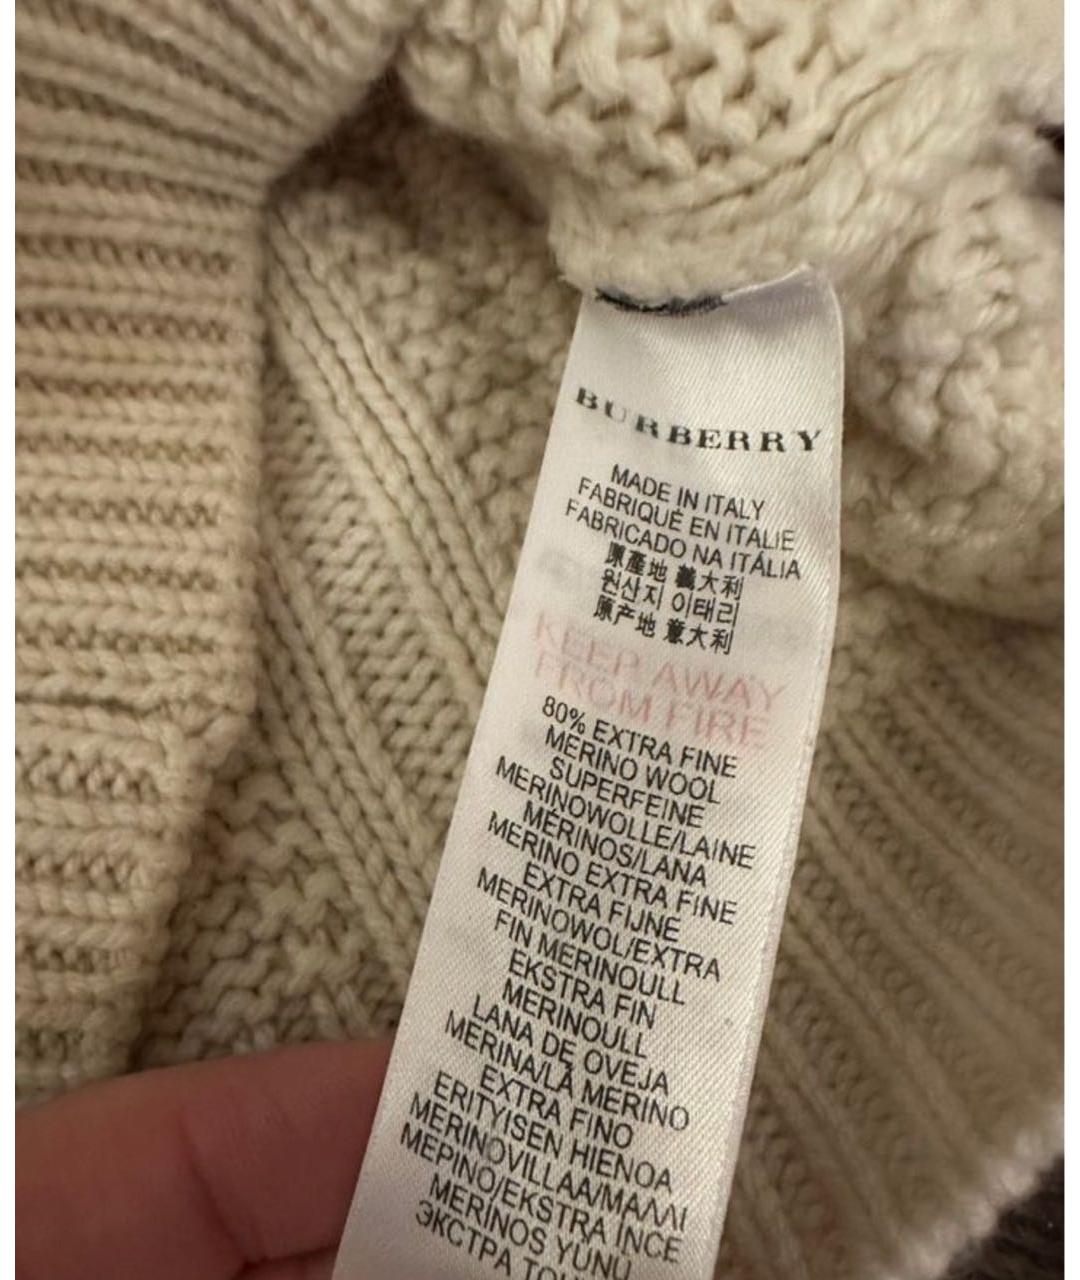 BURBERRY
MADE IN ITALY
FABRIQUÉ EN ITALIE
FABRICADO NA ITÁLIA
原產地 義大利
원산지 이태리
原产地 意大利
KEEP AWAY
FROM FIRE
80% EXTRA FINE
MERINO WOOL
SUPERFEINE
MERINOWOLLE/LAINE
MÉRINOS/LANA
MERINO EXTRA FINE
EXTRA FIJNE
MERINOWOL/EXTRA
FIN MERINOULL
EKSTRA FIN
MERINOULL
LANA DE OVEJA
MERINA/LÃ MERINO
EXTRA FINO
ERITYISEN HIENOA
MERINOVILLAA/ΜΑΛΛΙ
ΜΕΡΙΝΟ/EKSTRA İNCE
MERİNOS YÜNÜ
ЭКСТРА